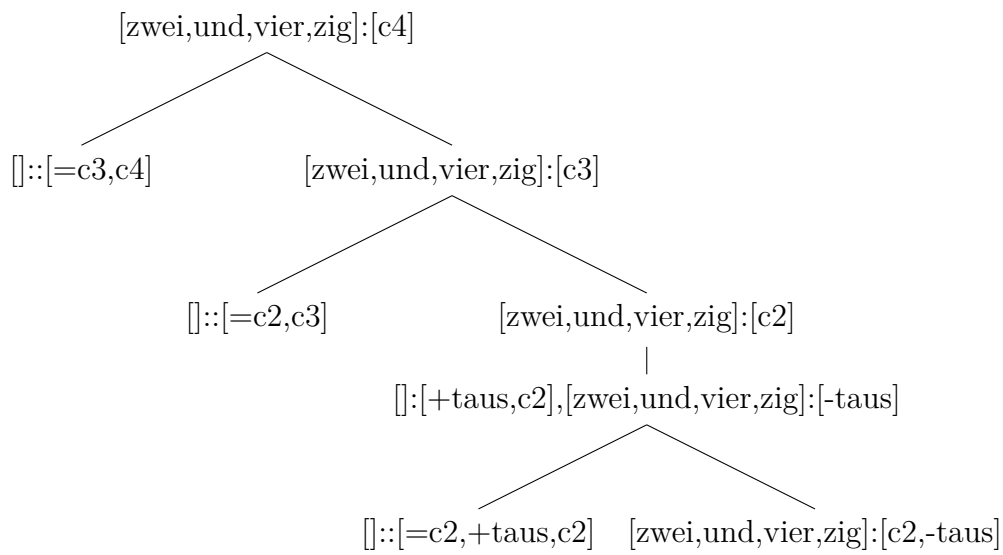 [zwei,und,vier,zig]:[c4]
[]::[=c3,c4] [zwei,und,vier,zig]:[c3]
[]::[=c2,c3] [zwei,und,vier,zig]:[c2]
[]:[+taus,c2],[zwei,und,vier,zig]:[-taus]
[]::[=c2,+taus,c2] [zwei,und,vier,zig]:[c2,-taus]